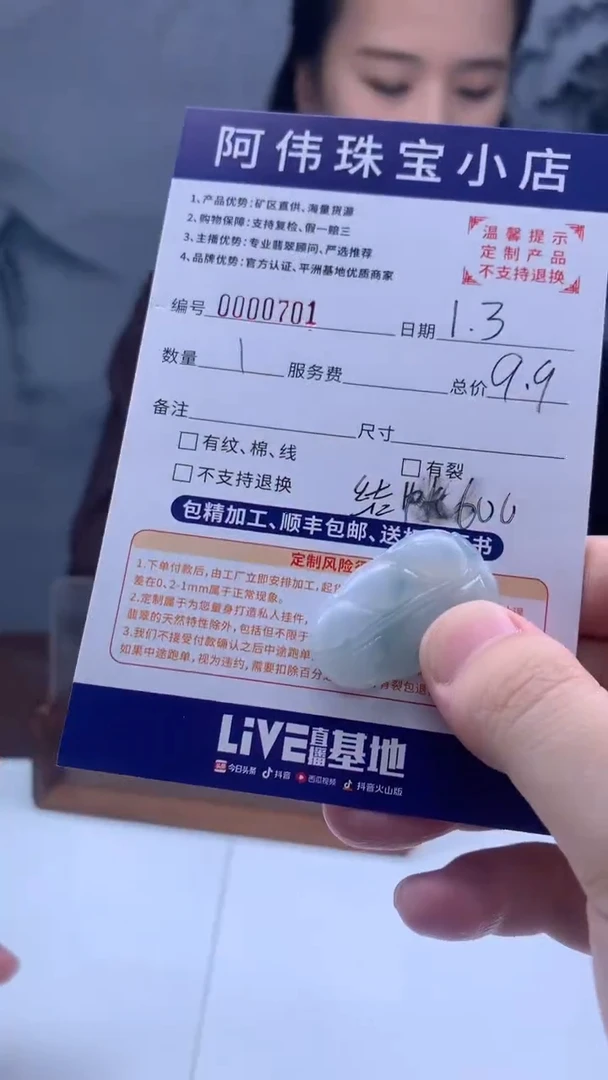 阿伟珠宝小店
1、产品优势:矿区直供、海量货源
2、购物保障:支持复检、假一赔三
3、主播优势:专业翡翠顾问、严选推荐
4、品牌优势:官方认证、平洲基地优质商家
温馨提示
定制产品
不支持退换
编号 0000701 日期 1.3
数量 1 服务费 总价 9.9
备注 尺寸
有纹、棉、线 有裂
不支持退换
600
包精加工、顺丰包邮、送 书
定制风险
1.下单付款后,由工厂立即安排加工,起
差在0.2-1mm属于正常现象。
2.定制属于为您量身打造私人挂件,
翡翠的天然特性除外,包括但不限于
3.我们不接受付款确认之后中途跑单
如果中途跑单,视为违约,需要扣除百分 有裂包退
LIVE直播基地
今日头条 抖音 西瓜视频 抖音火山版